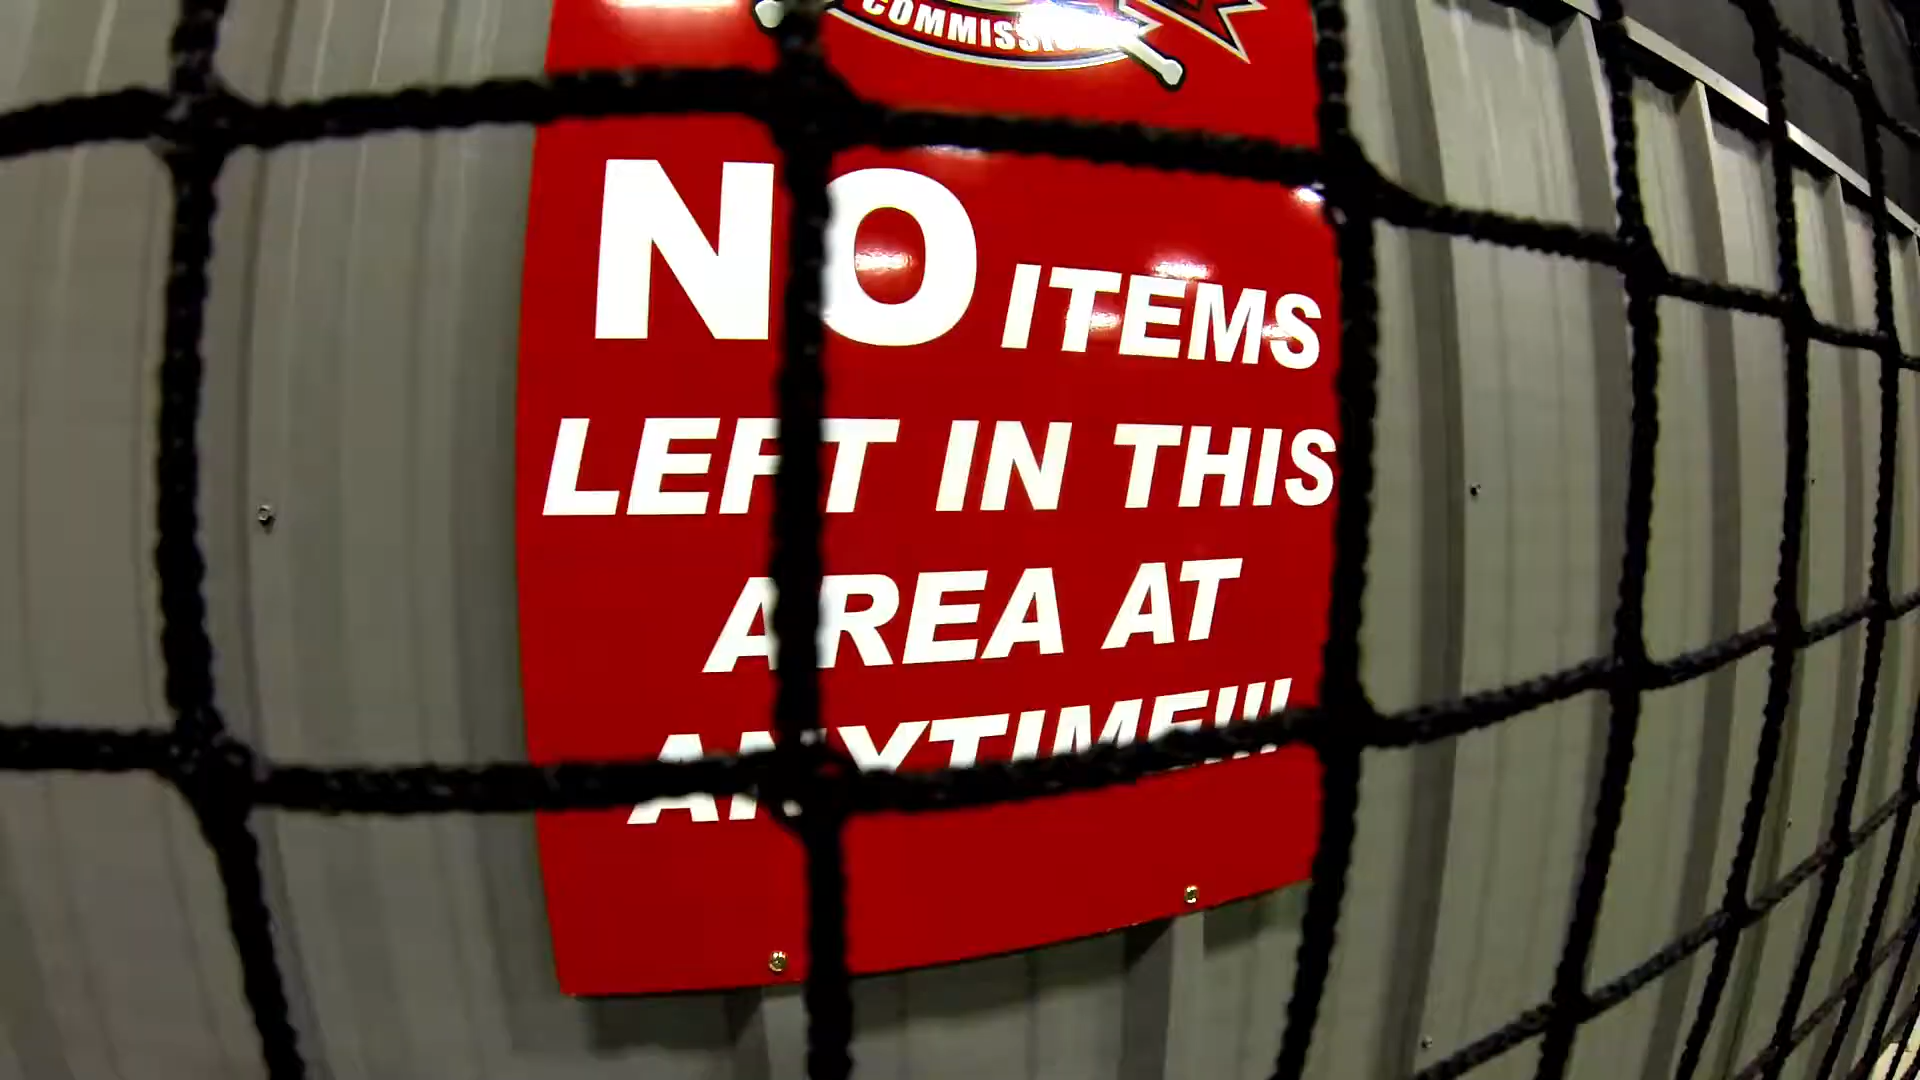 COMMISSION
NO ITEMS
LEFT IN THIS
AREA AT
ANYTIME!!!